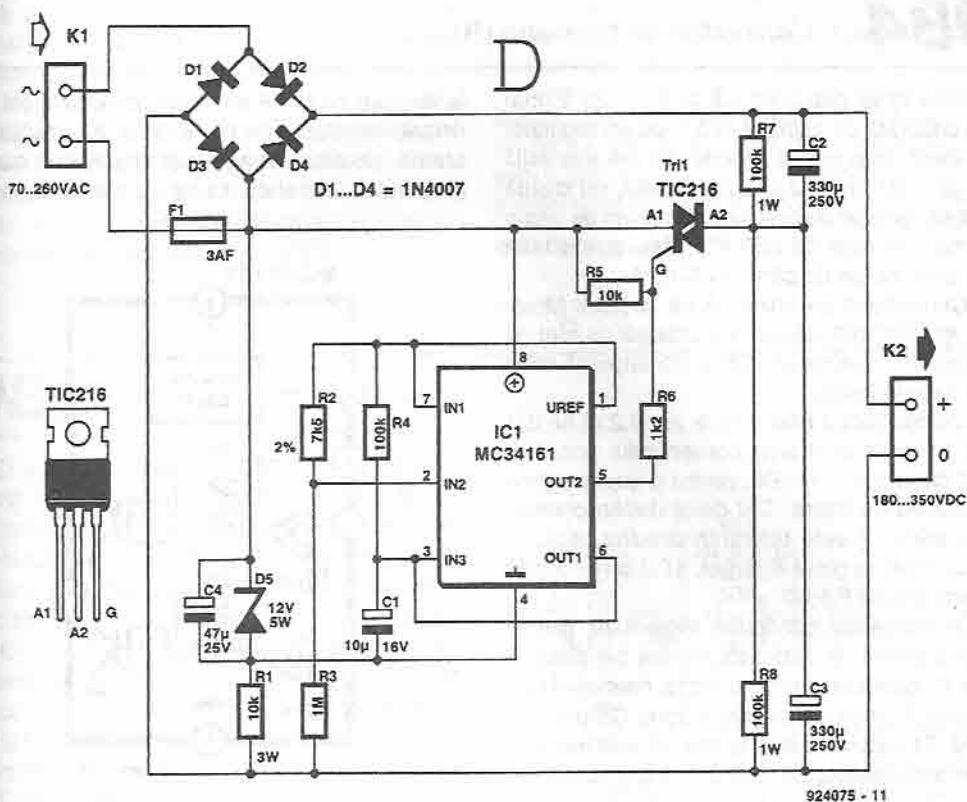 K1
D1
D2
D3
D4
~
~
70..260VAC
F1
3AF
D1...D4 = 1N4007
Tri1
TIC216
A1
A2
G
R5
10k
R7
100k
1W
C2
330µ
250V
K2
+
0
180...350VDC
TIC216
A1
A2
G
R2
7k5
2%
R4
100k
8
7
IN1
UREF
1
IC1
MC34161
2
IN2
OUT2
5
3
IN3
OUT1
6
4
R6
1k2
C4
47µ
25V
D5
12V
5W
C1
10µ
16V
R1
10k
3W
R3
1M
R8
100k
1W
C3
330µ
250V
924075 - 11